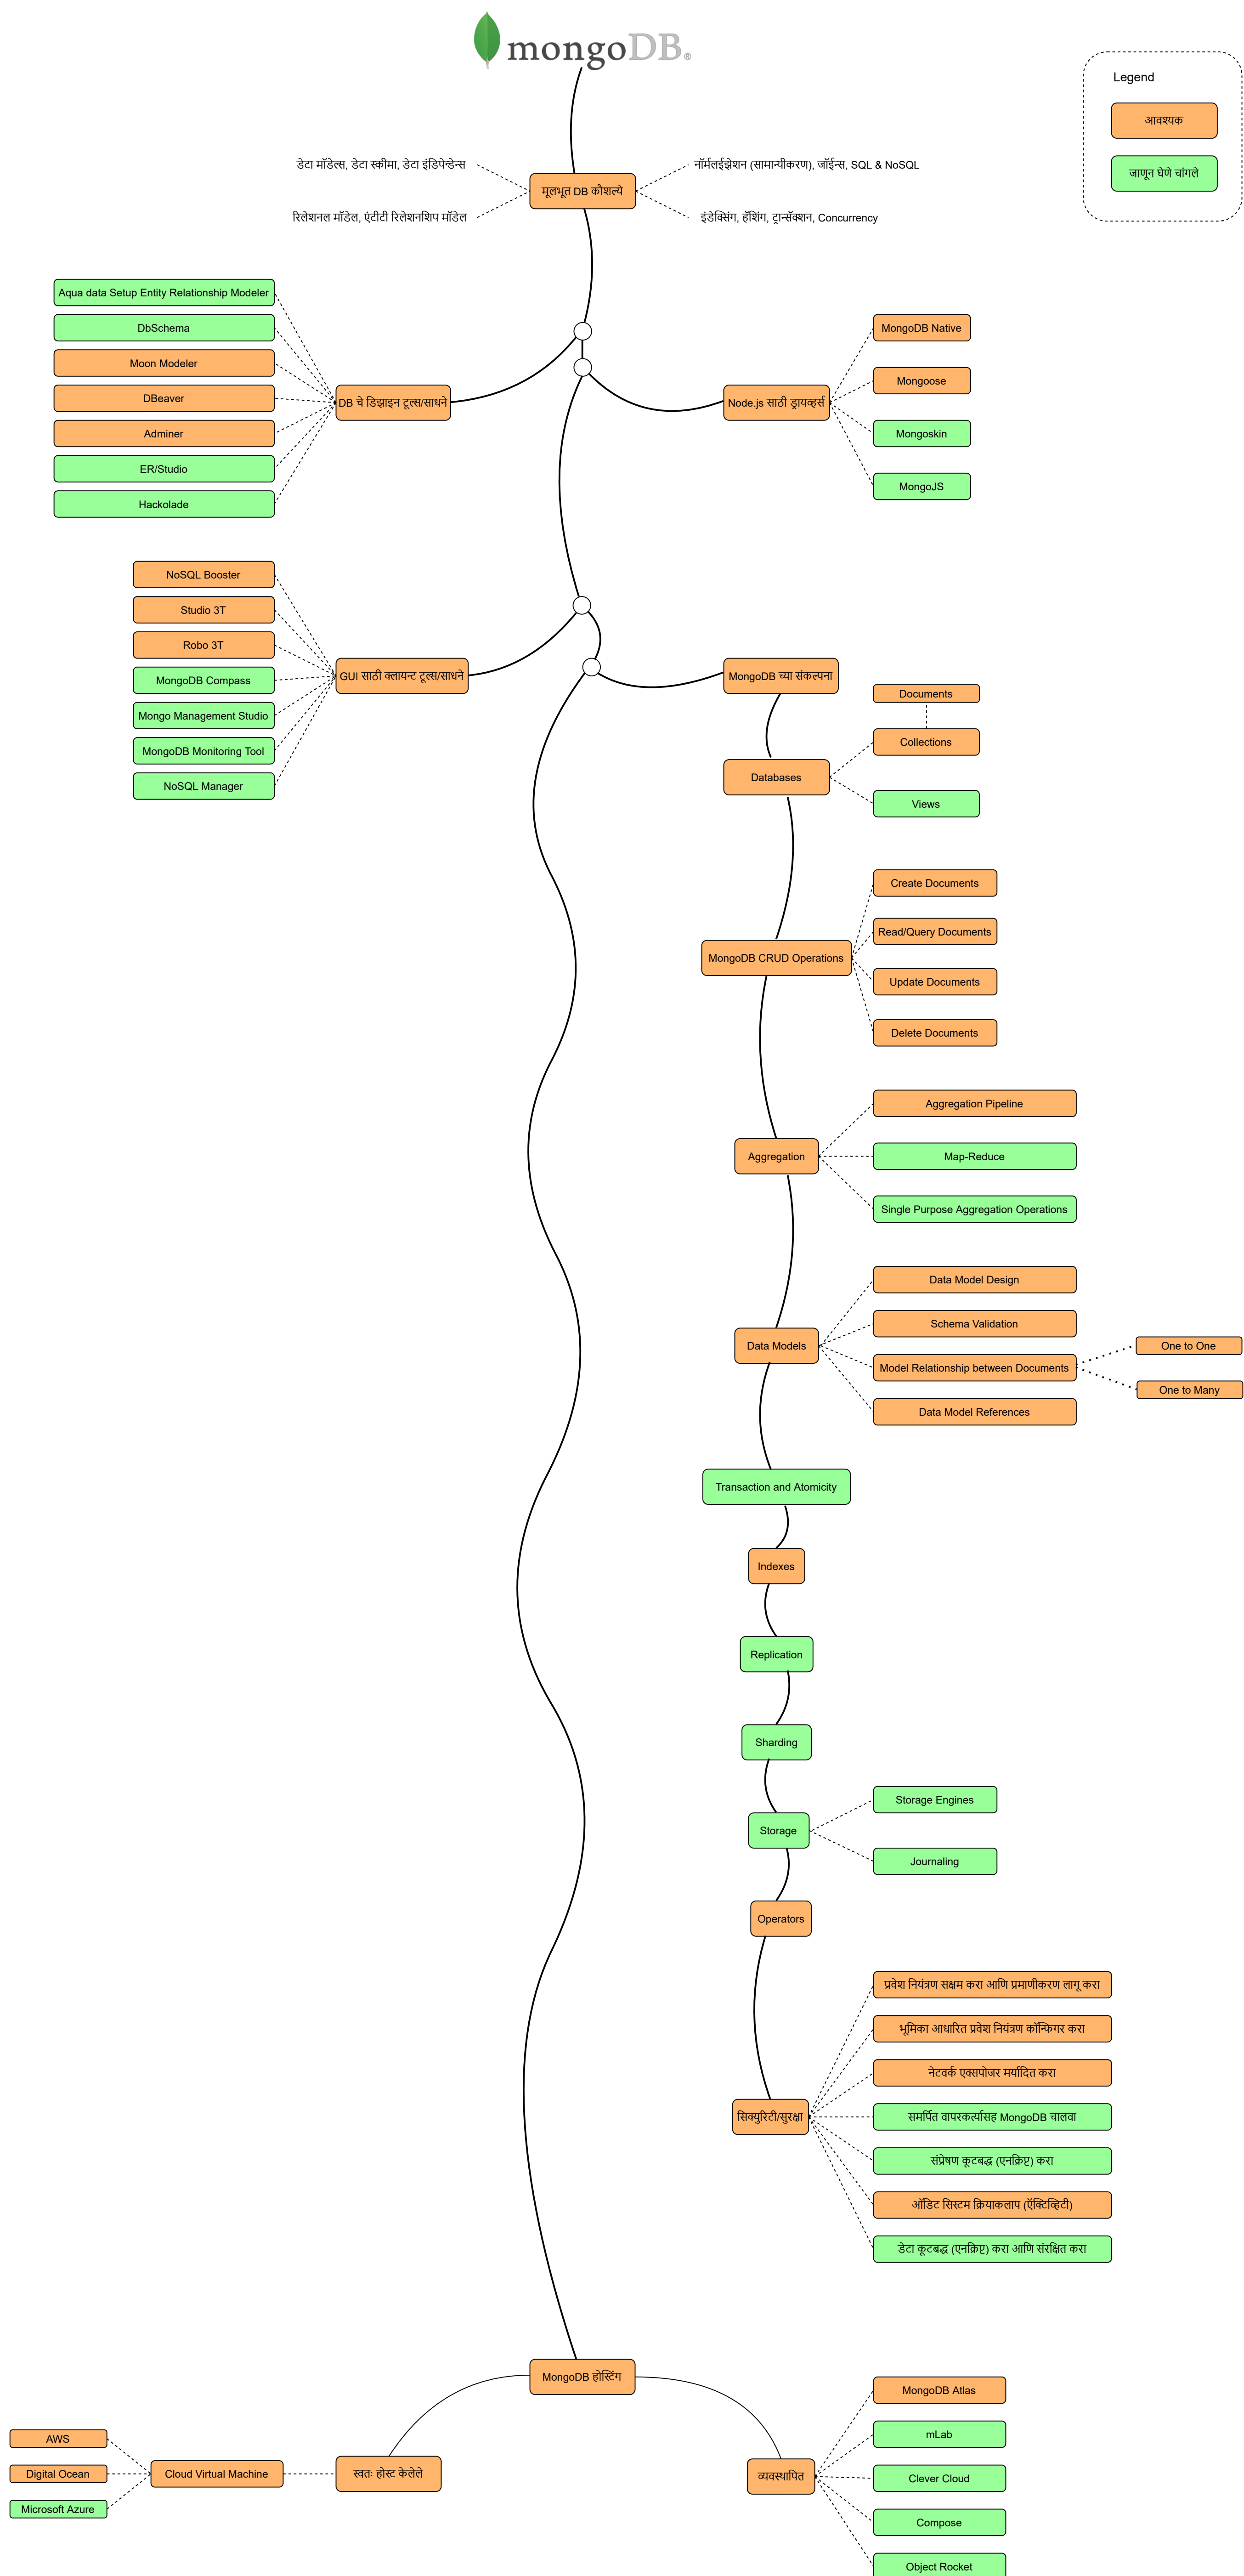 mongoDB®
Legend
आवश्यक
जाणून घेणे चांगले
डेटा मॉडेल्स, डेटा स्कीमा, डेटा इंडिपेन्डेन्स
नॉर्मलईझेशन (सामान्यीकरण), जॉईन्स, SQL & NoSQL
मूलभूत DB कौशल्ये
रिलेशनल मॉडेल, एंटीटी रिलेशनशिप मॉडेल
इंडेक्सिंग, हॅशिंग, ट्रान्सॅक्शन, Concurrency
Aqua data Setup Entity Relationship Modeler
DbSchema
Moon Modeler
DBeaver
Adminer
ER/Studio
Hackolade
DB चे डिझाइन टूल्स/साधने
Node.js साठी ड्रायव्हर्स
MongoDB Native
Mongoose
Mongoskin
MongoJS
NoSQL Booster
Studio 3T
Robo 3T
MongoDB Compass
Mongo Management Studio
MongoDB Monitoring Tool
NoSQL Manager
GUI साठी क्लायन्ट टूल्स/साधने
MongoDB च्या संकल्पना
Documents
Collections
Databases
Views
Create Documents
Read/Query Documents
MongoDB CRUD Operations
Update Documents
Delete Documents
Aggregation Pipeline
Aggregation
Map-Reduce
Single Purpose Aggregation Operations
Data Model Design
Schema Validation
Data Models
Model Relationship between Documents
One to One
One to Many
Data Model References
Transaction and Atomicity
Indexes
Replication
Sharding
Storage Engines
Storage
Journaling
Operators
प्रवेश नियंत्रण सक्षम करा आणि प्रमाणीकरण लागू करा
भूमिका आधारित प्रवेश नियंत्रण कॉन्फिगर करा
नेटवर्क एक्सपोजर मर्यादित करा
सिक्युरिटी/सुरक्षा
समर्पित वापरकर्त्यासह MongoDB चालवा
संप्रेषण कूटबद्ध (एनक्रिप्ट) करा
ऑडिट सिस्टम क्रियाकलाप (ऍक्टिव्हिटी)
डेटा कूटबद्ध (एनक्रिप्ट) करा आणि संरक्षित करा
MongoDB होस्टिंग
AWS
Digital Ocean
Microsoft Azure
Cloud Virtual Machine
स्वतः होस्ट केलेले
व्यवस्थापित
MongoDB Atlas
mLab
Clever Cloud
Compose
Object Rocket